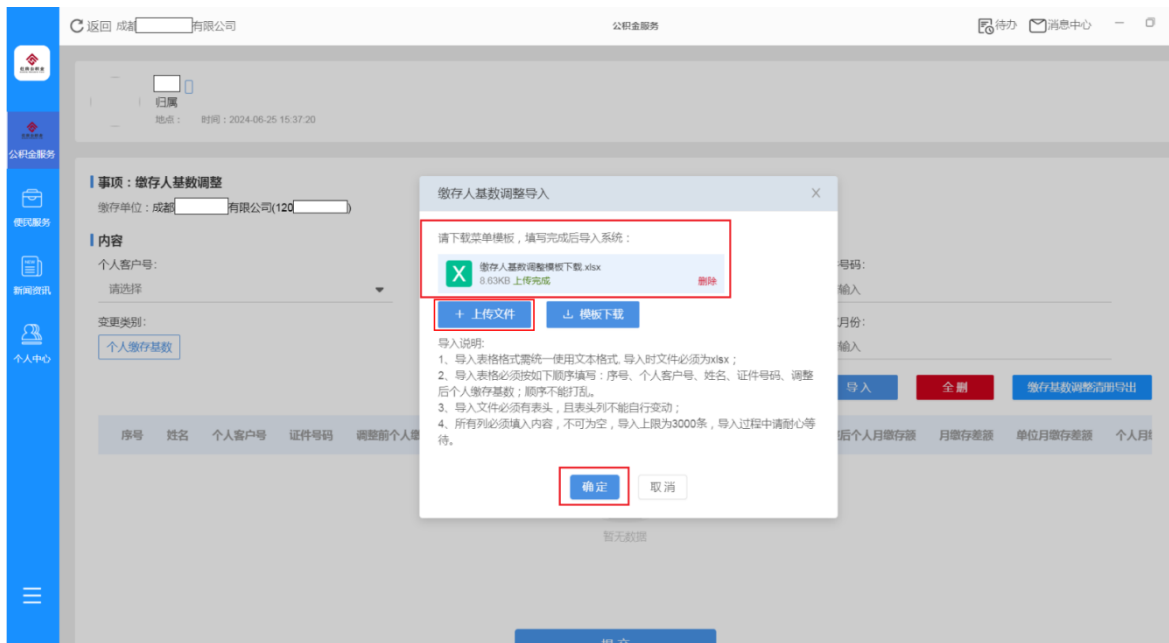 返回 成都 有限公司
公积金服务
待办 消息中心
公积金服务
便民服务
新闻资讯
个人中心
归属
地点： 时间：2024-06-25 15:37:20
事项：缴存人基数调整
缴存单位：成都 有限公司(120 )
内容
个人客户号:
请选择
变更类别:
个人缴存基数
号码:
输入
月份:
输入
导入 全删 缴存基数调整清册导出
序号 姓名 个人客户号 证件号码 调整前个人缴 后个人月缴存额 月缴存差额 单位月缴存差额 个人月
暂无数据
提交
缴存人基数调整导入
请下载菜单模板，填写完成后导入系统：
缴存人基数调整模板下载.xlsx
8.63KB 上传完成 删除
+ 上传文件 模板下载
导入说明:
1、导入表格格式需统一使用文本格式, 导入时文件必须为xlsx；
2、导入表格必须按如下顺序填写：序号、个人客户号、姓名、证件号码、调整
后个人缴存基数；顺序不能打乱。
3、导入文件必须有表头，且表头列不能自行变动；
4、所有列必须填入内容，不可为空，导入上限为3000条，导入过程中请耐心等
待。
确定 取消